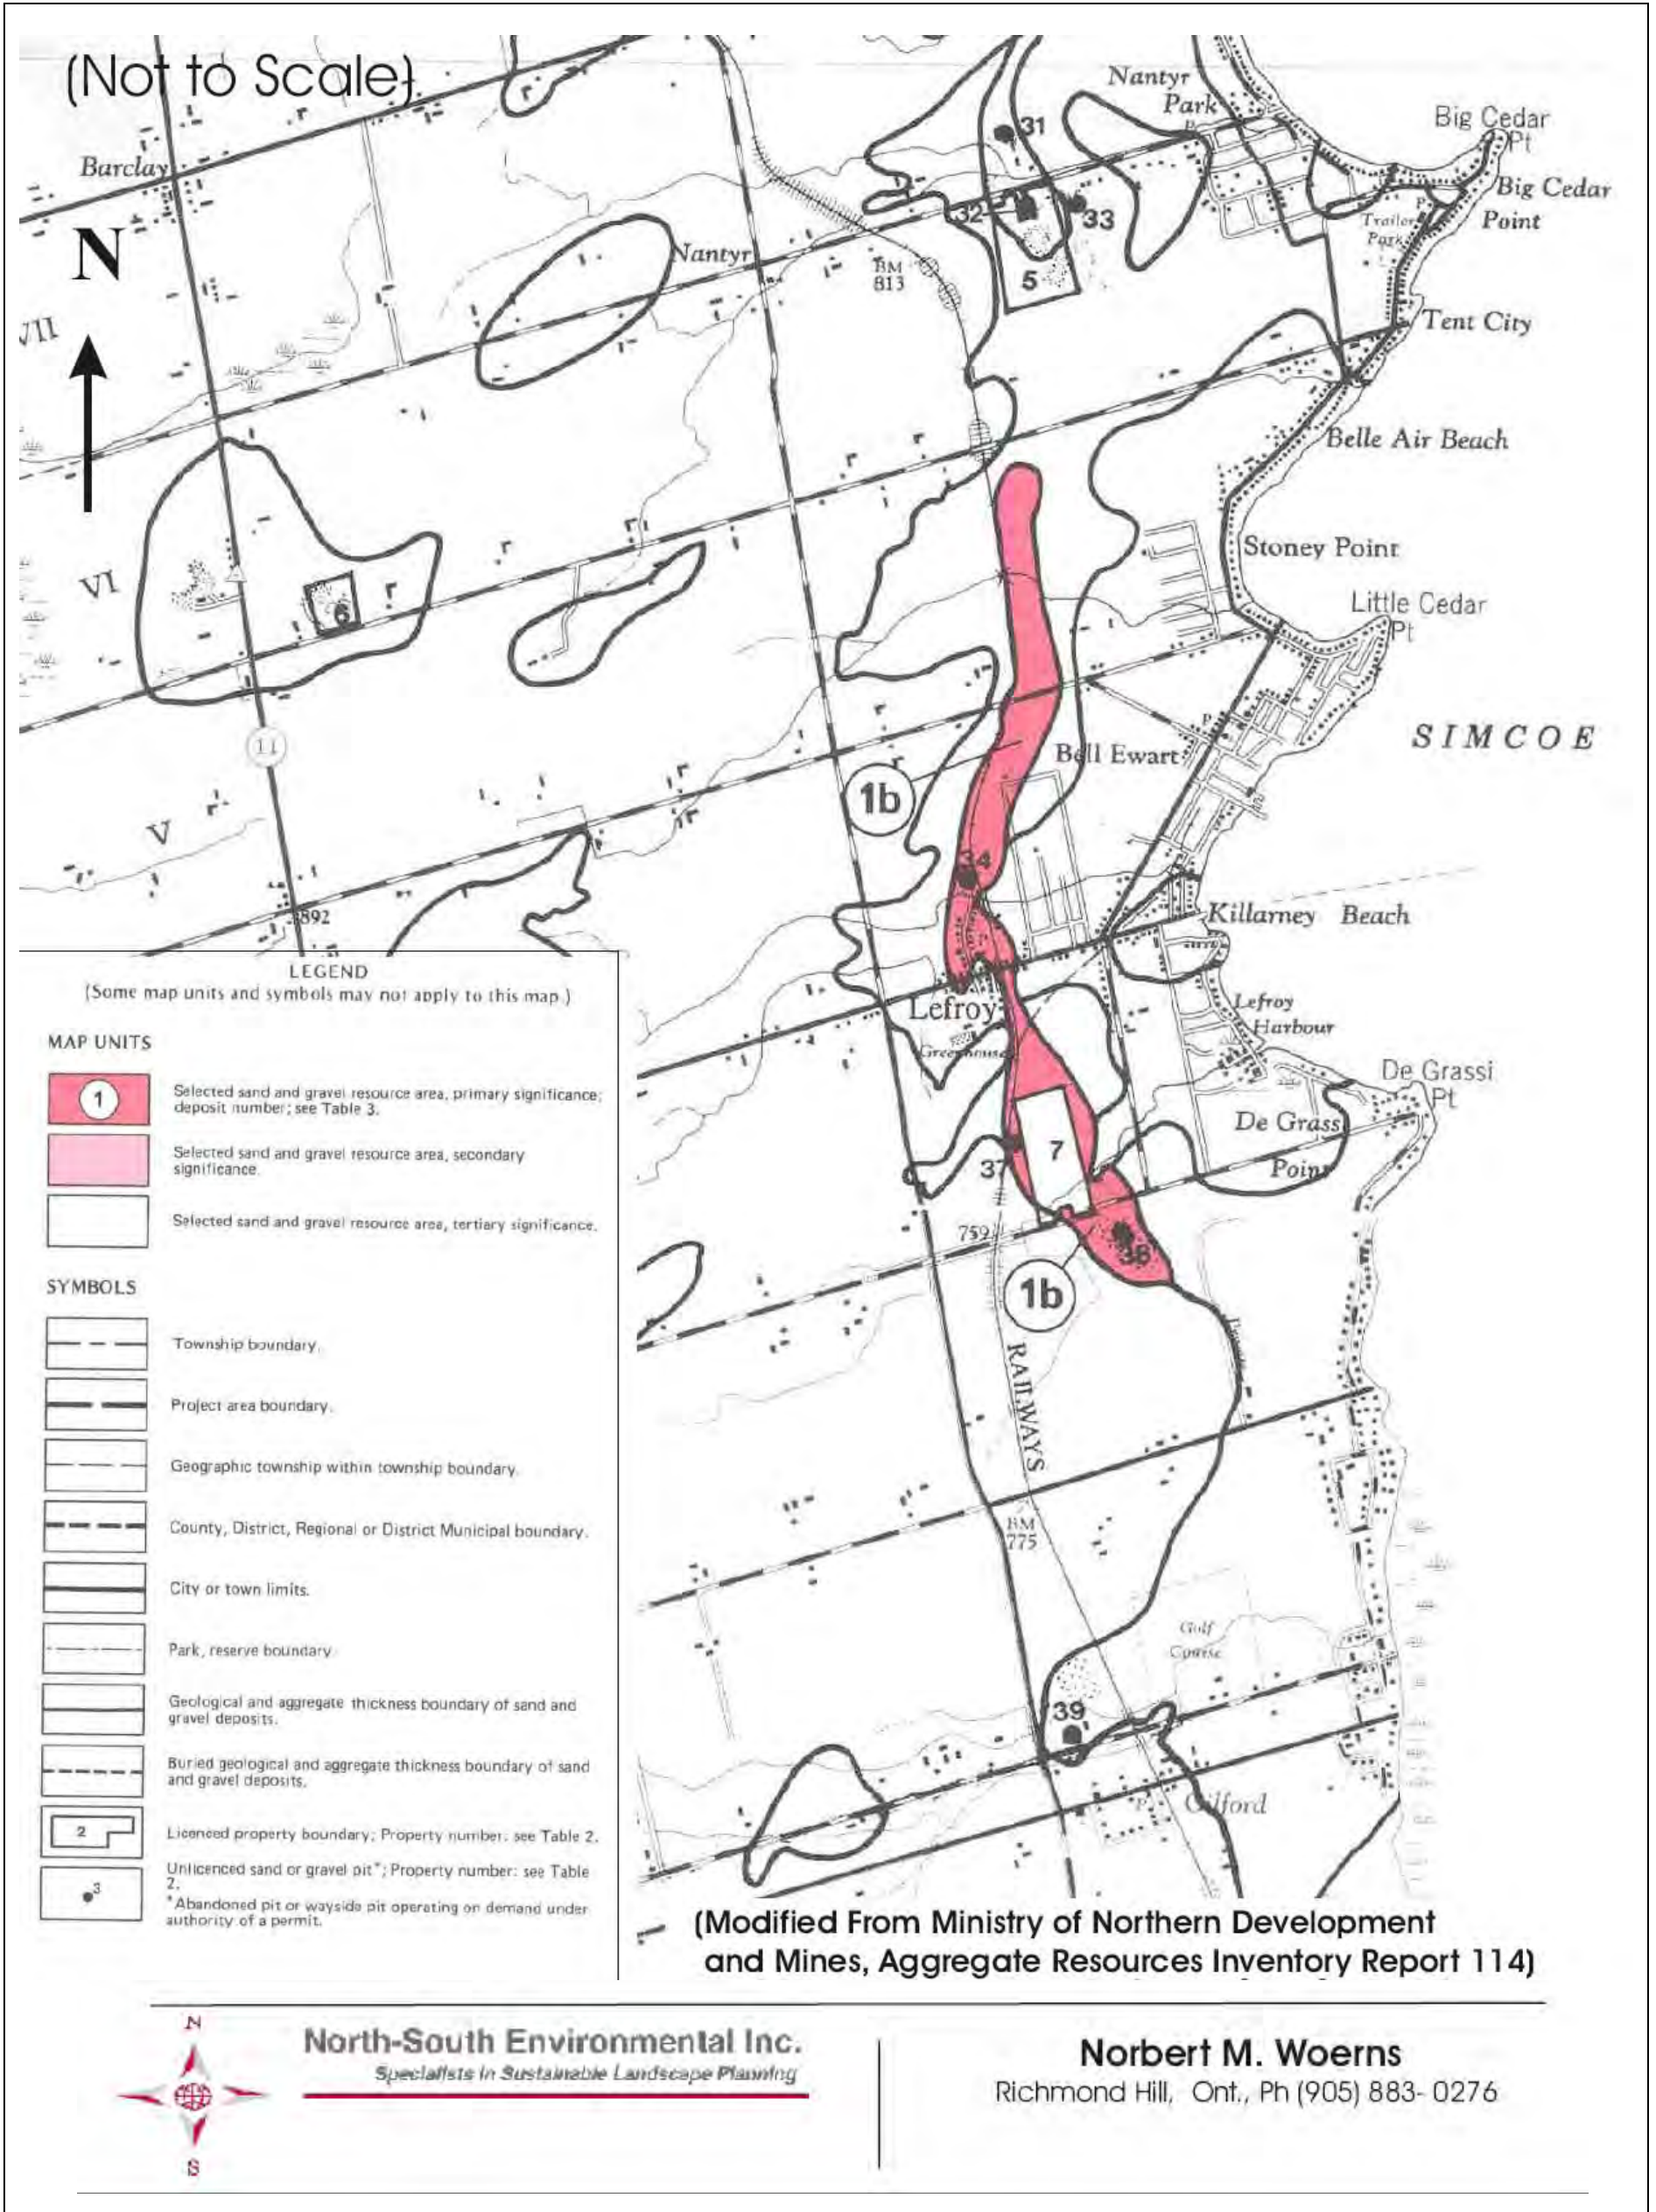 (Not to Scale)
Nantyr
Park
P
Big Cedar
Pt
31
Barclay
Big Cedar
Point
32
33
Trailer
Park
P
N
Nantyr
BM
813
5
VII
Tent City
Belle Air Beach
VI
6
Stoney Point
Little Cedar
Pt
11
P
SIMCOE
Bell Ewart
1b
V
34
892
Killarney Beach
LEGEND
(Some map units and symbols may not apply to this map.)
Lefroy
Lefroy
Harbour
Greenhouse
MAP UNITS
1
Selected sand and gravel resource area, primary significance;
deposit number; see Table 3.
De Grassi
Pt
De Grassi
Point
Selected sand and gravel resource area, secondary
significance.
7
37
Selected sand and gravel resource area, tertiary significance.
759
38
1b
SYMBOLS
Township boundary.
Project area boundary.
RAILWAYS
Geographic township within township boundary.
County, District, Regional or District Municipal boundary.
BM
775
City or town limits.
Park, reserve boundary.
Golf
Course
Geological and aggregate thickness boundary of sand and
gravel deposits.
39
Buried geological and aggregate thickness boundary of sand
and gravel deposits.
P
Gilford
2
Licenced property boundary; Property number: see Table 2.
3
Unlicenced sand or gravel pit*; Property number: see Table
2.
*Abandoned pit or wayside pit operating on demand under
authority of a permit.
(Modified From Ministry of Northern Development
and Mines, Aggregate Resources Inventory Report 114)
N
S
North-South Environmental Inc.
Specialists in Sustainable Landscape Planning
Norbert M. Woerns
Richmond Hill, Ont., Ph (905) 883- 0276